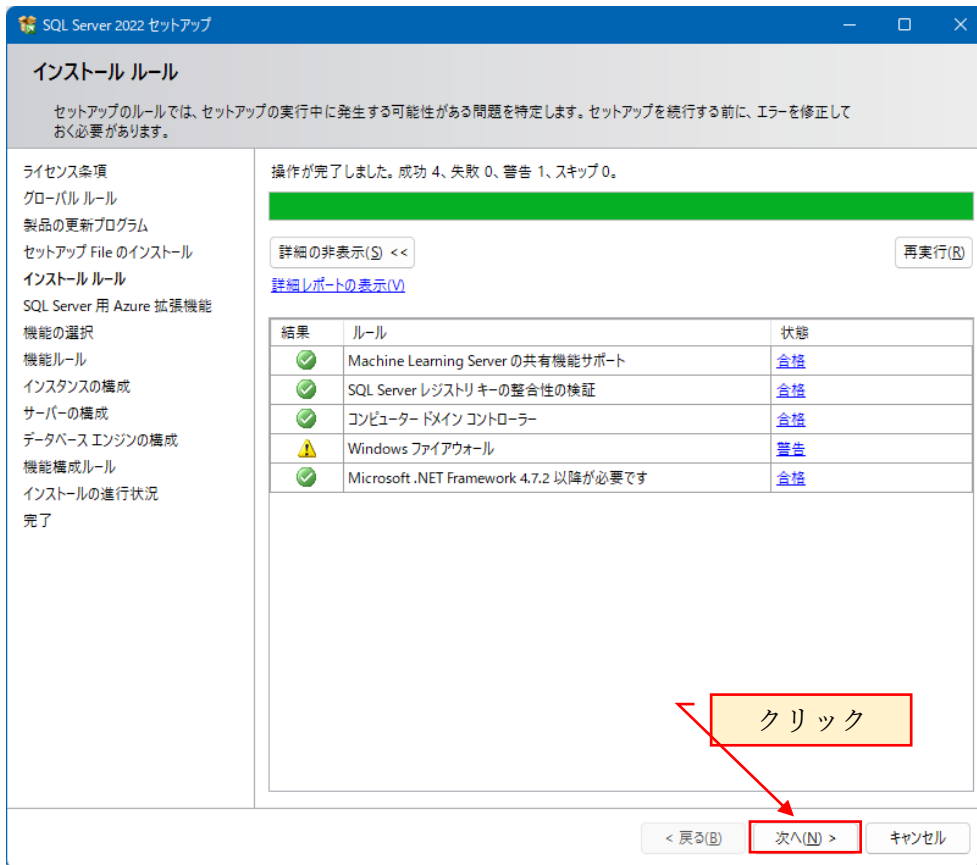 SQL Server 2022 セットアップ
インストール ルール
セットアップのルールでは、セットアップの実行中に発生する可能性がある問題を特定します。セットアップを続行する前に、エラーを修正して
おく必要があります。
ライセンス条項
グローバル ルール
製品の更新プログラム
セットアップ File のインストール
インストール ルール
SQL Server 用 Azure 拡張機能
機能の選択
機能ルール
インスタンスの構成
サーバーの構成
データベース エンジンの構成
機能構成ルール
インストールの進行状況
完了
操作が完了しました。成功 4、失敗 0、警告 1、スキップ 0。
詳細の非表示(S) <<
再実行(R)
詳細レポートの表示(V)
結果 ルール 状態
Machine Learning Server の共有機能サポート 合格
SQL Server レジストリ キーの整合性の検証 合格
コンピューター ドメイン コントローラー 合格
Windows ファイアウォール 警告
Microsoft .NET Framework 4.7.2 以降が必要です 合格
クリック
< 戻る(B) 次へ(N) > キャンセル